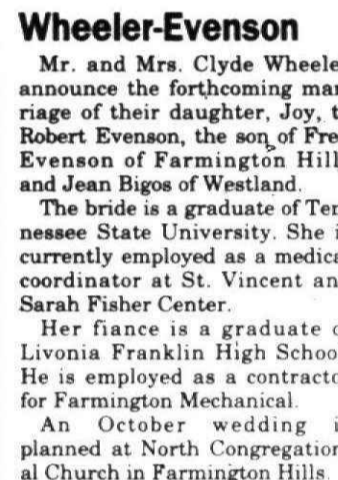 Wheeler-Evenson
Mr. and Mrs. Clyde Wheele
announce the forthcoming mar
riage of their daughter, Joy, t
Robert Evenson, the son of Fre
Evenson of Farmington Hill
and Jean Bigos of Westland.
The bride is a graduate of Ten
nessee State University. She i
currently employed as a medica
coordinator at St. Vincent an
Sarah Fisher Center.
Her fiance is a graduate o
Livonia Franklin High Schoo
He is employed as a contracto
for Farmington Mechanical.
An October wedding i
planned at North Congregation
al Church in Farmington Hills.